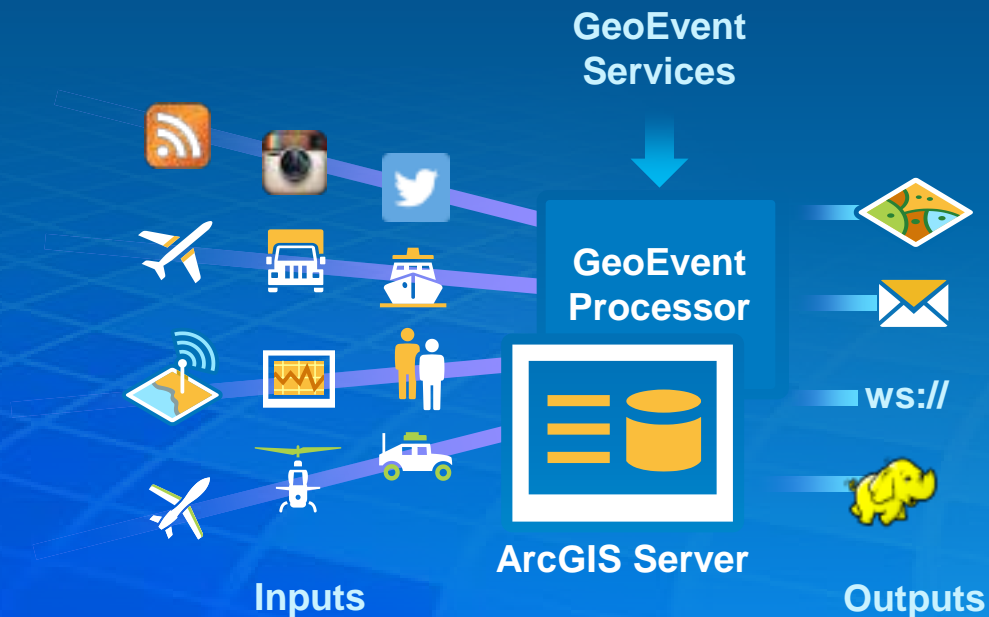 GeoEvent
Services
GeoEvent
Processor
ws://
ArcGIS Server
Inputs
Outputs